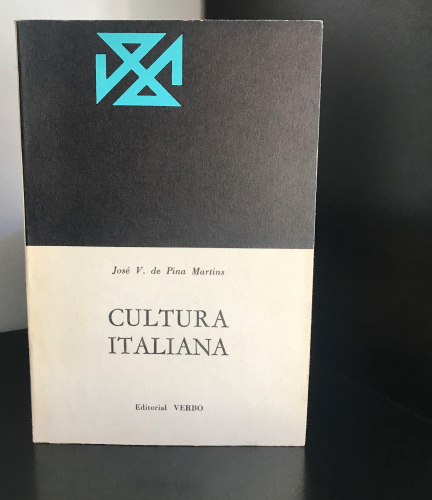 José V. de Pina Martins
CULTURA
ITALIANA
Editorial VERBO